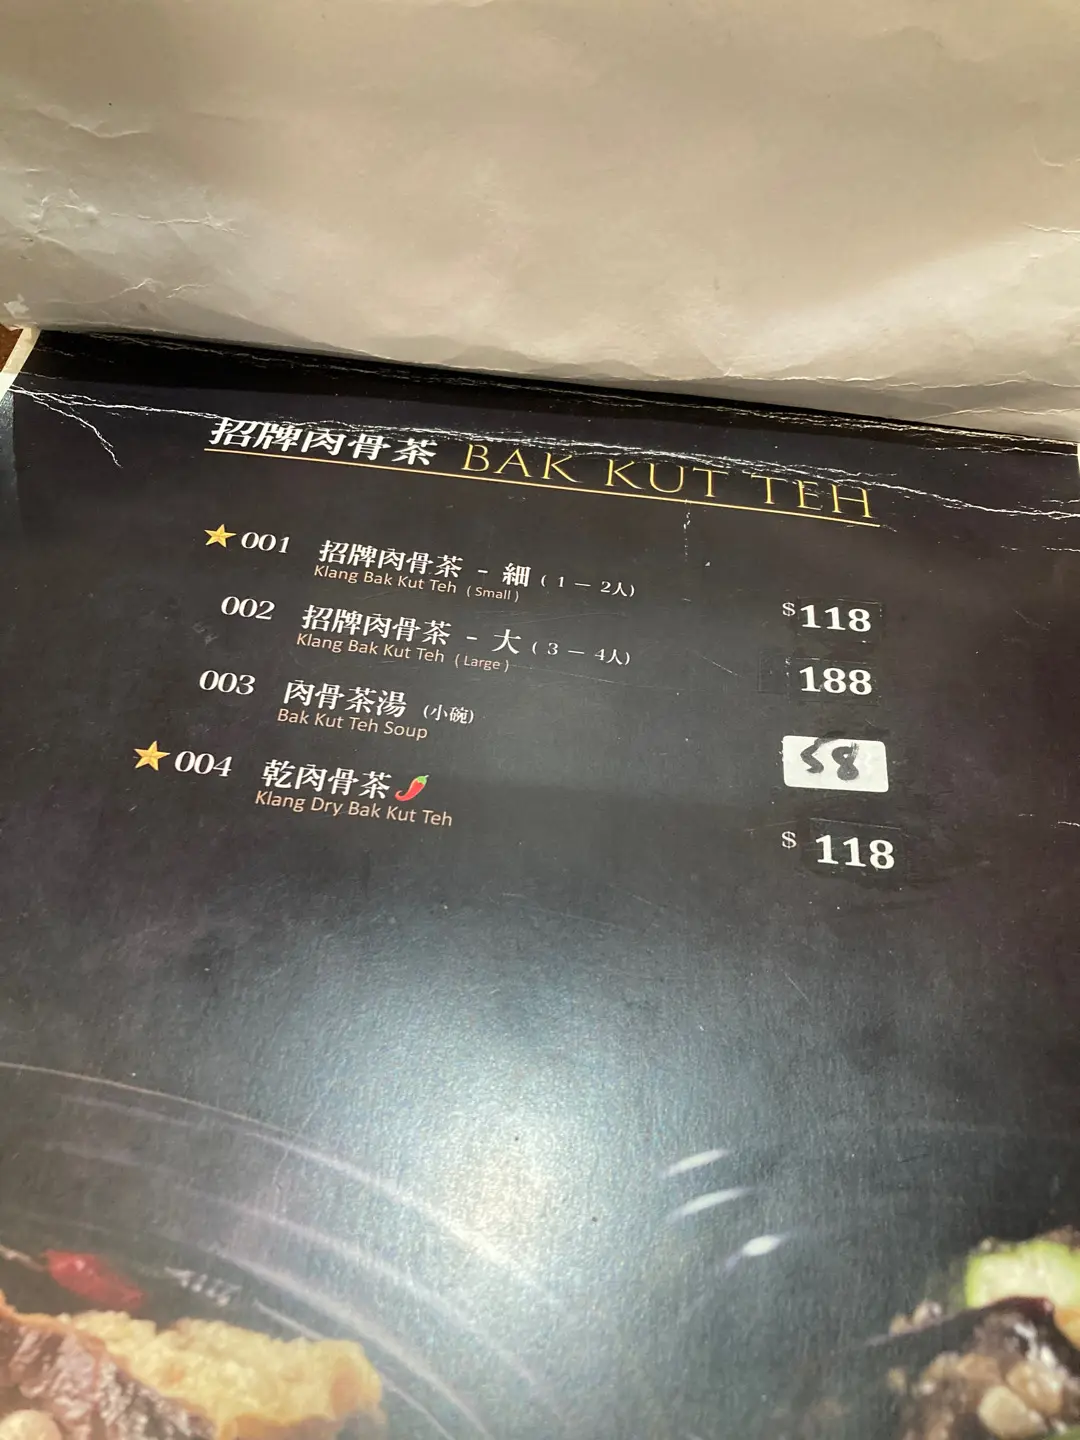 招牌肉骨茶 BAK KUT TEH
001 招牌肉骨茶 - 細 ( 1 — 2人)
Klang Bak Kut Teh ( Small )
$118
002 招牌肉骨茶 - 大 ( 3 — 4人)
Klang Bak Kut Teh ( Large )
188
003 肉骨茶湯 (小碗)
Bak Kut Teh Soup
58
004 乾肉骨茶
Klang Dry Bak Kut Teh
$ 118